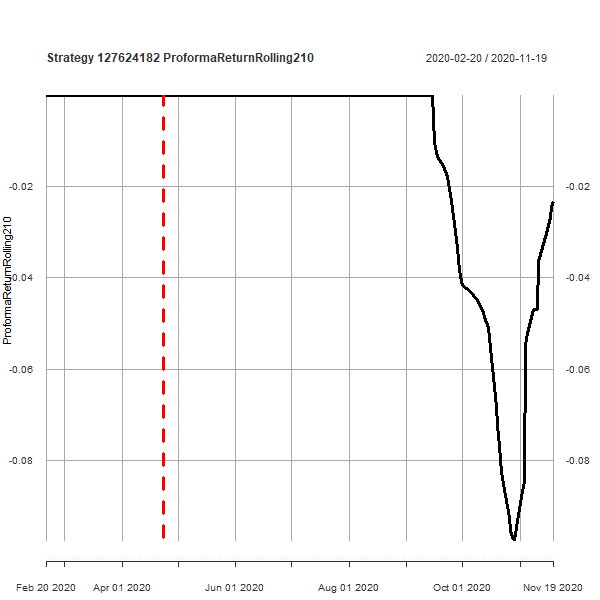 Strategy 127624182 ProformaReturnRolling210
2020-02-20 / 2020-11-19
-0.02 -0.02
-0.04 -0.04
-0.06 -0.06
-0.08 -0.08
ProformaReturnRolling210
Feb 20 2020 Apr 01 2020 Jun 01 2020 Aug 01 2020 Oct 01 2020 Nov 19 2020